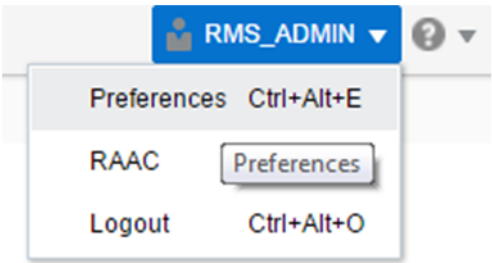 RMS_ADMIN ?
Preferences Ctrl+Alt+E
RAAC Preferences
Logout Ctrl+Alt+O